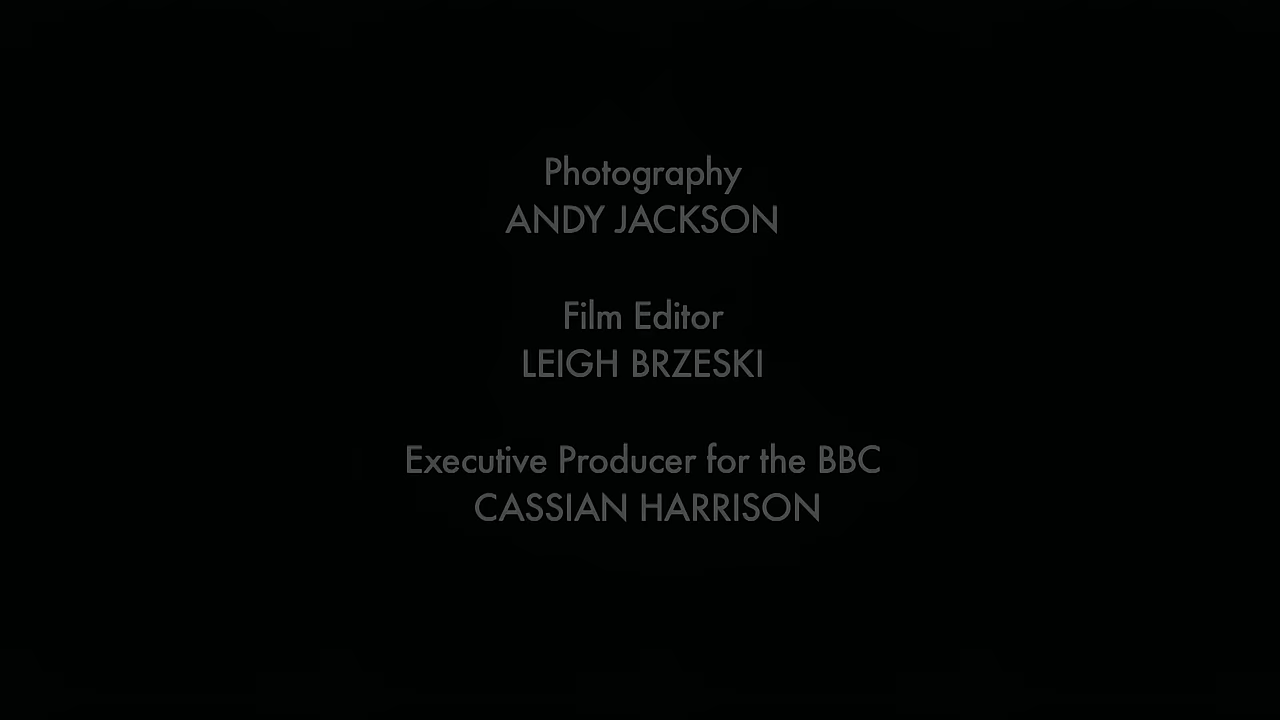 Photography
ANDY JACKSON
Film Editor
LEIGH BRZESKI
Executive Producer for the BBC
CASSIAN HARRISON